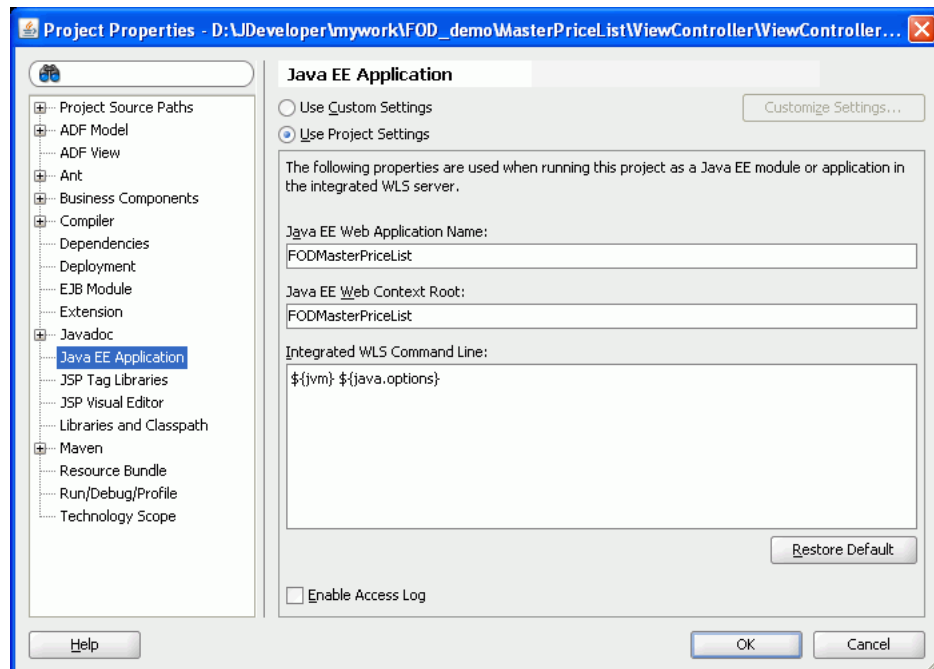 Project Properties - D:\JDeveloper\mywork\FOD_demo\MasterPriceList\ViewController\ViewController...
Project Source Paths
ADF Model
ADF View
Ant
Business Components
Compiler
Dependencies
Deployment
EJB Module
Extension
Javadoc
Java EE Application
JSP Tag Libraries
JSP Visual Editor
Libraries and Classpath
Maven
Resource Bundle
Run/Debug/Profile
Technology Scope
Java EE Application
Use Custom Settings
Customize Settings...
Use Project Settings
The following properties are used when running this project as a Java EE module or application in
the integrated WLS server.
Java EE Web Application Name:
FODMasterPriceList
Java EE Web Context Root:
FODMasterPriceList
Integrated WLS Command Line:
${jvm} ${java.options}
Restore Default
Enable Access Log
Help
OK
Cancel